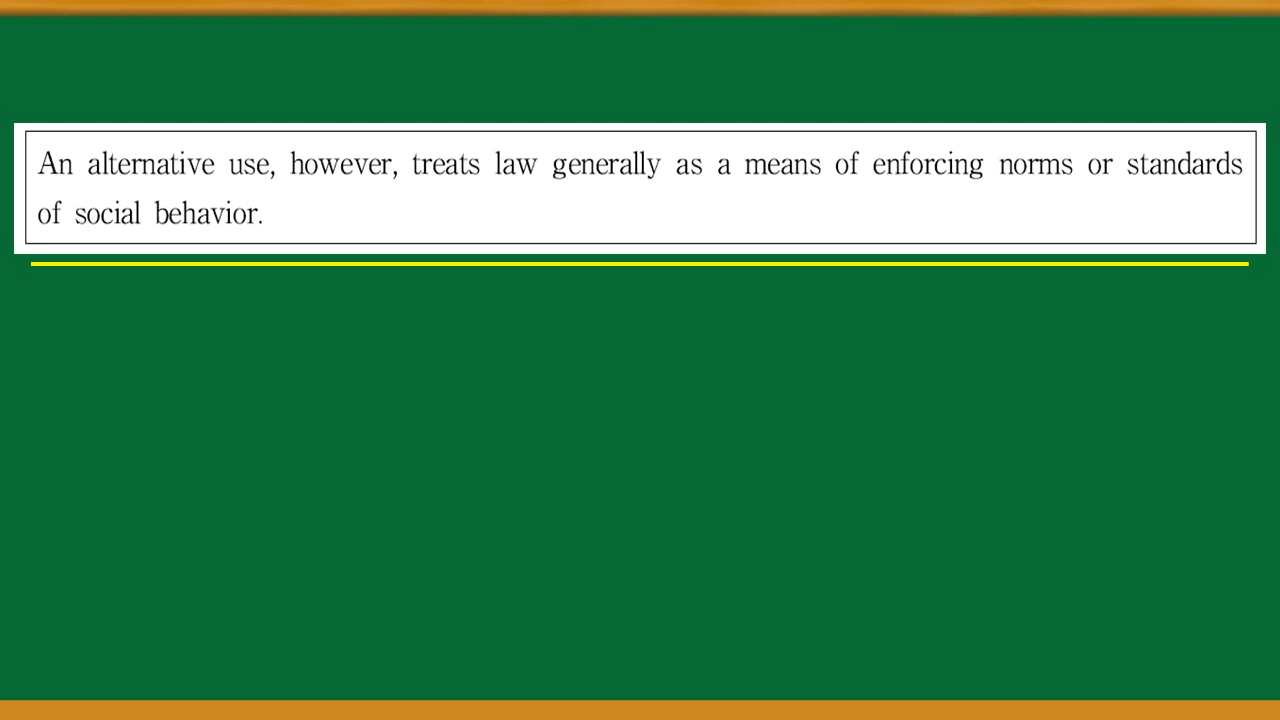 An alternative use, however, treats law generally as a means of enforcing norms or standards
of social behavior.